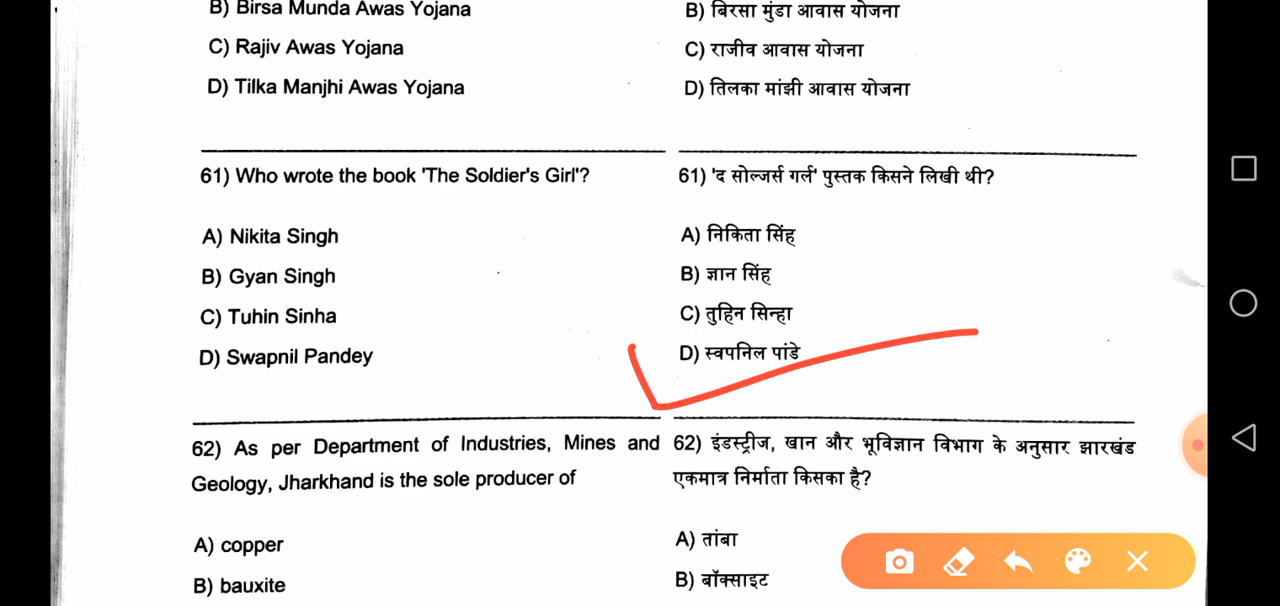 B) Birsa Munda Awas Yojana
C) Rajiv Awas Yojana
D) Tilka Manjhi Awas Yojana
B) बिरसा मुंडा आवास योजना
C) राजीव आवास योजना
D) तिलका मांझी आवास योजना
61) Who wrote the book 'The Soldier's Girl'?
A) Nikita Singh
B) Gyan Singh
C) Tuhin Sinha
D) Swapnil Pandey
61) 'द सोल्जर्स गर्ल' पुस्तक किसने लिखी थी?
A) निकिता सिंह
B) ज्ञान सिंह
C) तुहिन सिन्हा
D) स्वपनिल पांडे
62) As per Department of Industries, Mines and
Geology, Jharkhand is the sole producer of
A) copper
B) bauxite
62) इंडस्ट्रीज, खान और भूविज्ञान विभाग के अनुसार झारखंड
एकमात्र निर्माता किसका है?
A) तांबा
B) बॉक्साइट